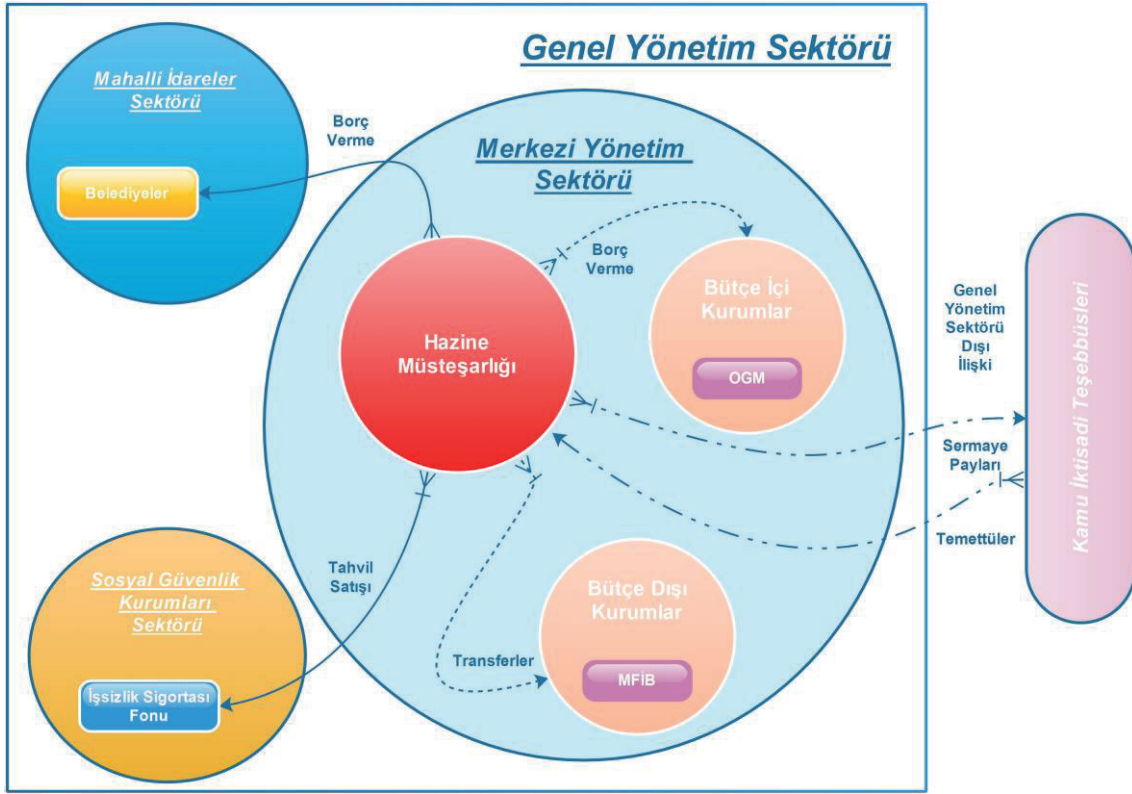 Genel Yönetim Sektörü
Mahalli İdareler
Sektörü
Belediyeler
Borç
Verme
Merkezi Yönetim
Sektörü
Borç
Verme
Bütçe İçi
Kurumlar
OGM
Hazine
Müsteşarlığı
Genel
Yönetim
Sektörü
Dışı
İlişki
Sermaye
Payları
Temettüler
Kamu İktisadi Teşebbüsleri
Tahvil
Satışı
Sosyal Güvenlik
Kurumları
Sektörü
İşsizlik Sigortası
Fonu
Transferler
Bütçe Dışı
Kurumlar
MFİB